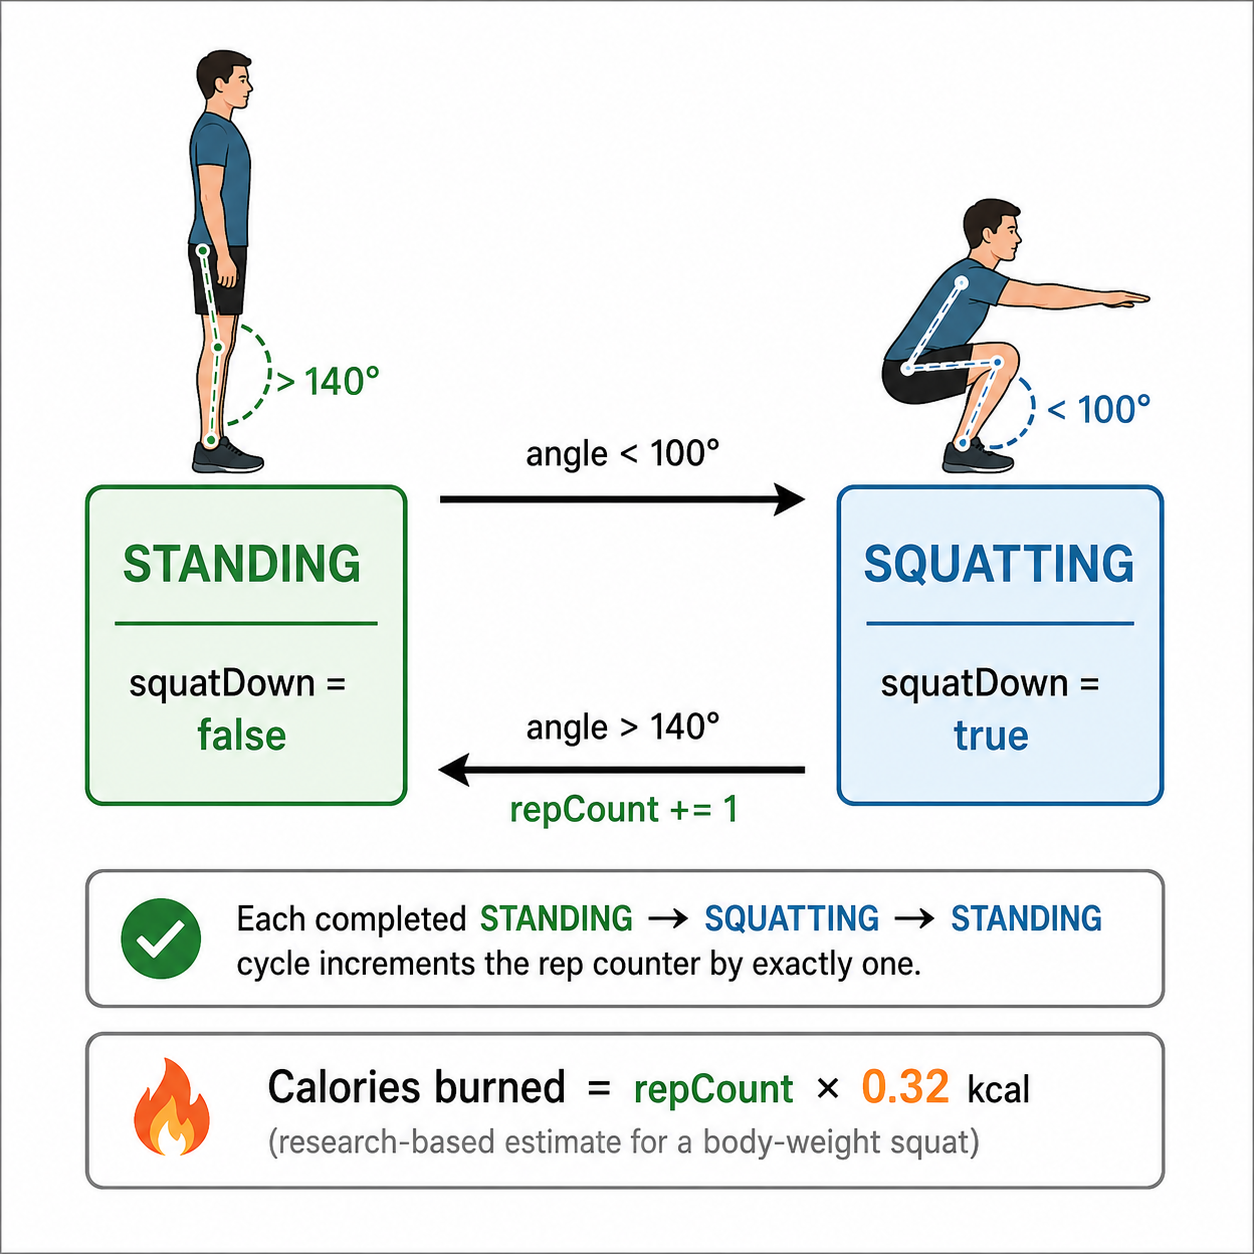 > 140°
< 100°
angle < 100°
STANDING
squatDown =
false
SQUATTING
squatDown =
true
angle > 140°
repCount += 1
Each completed STANDING → SQUATTING → STANDING
cycle increments the rep counter by exactly one.
Calories burned = repCount × 0.32 kcal
(research-based estimate for a body-weight squat)